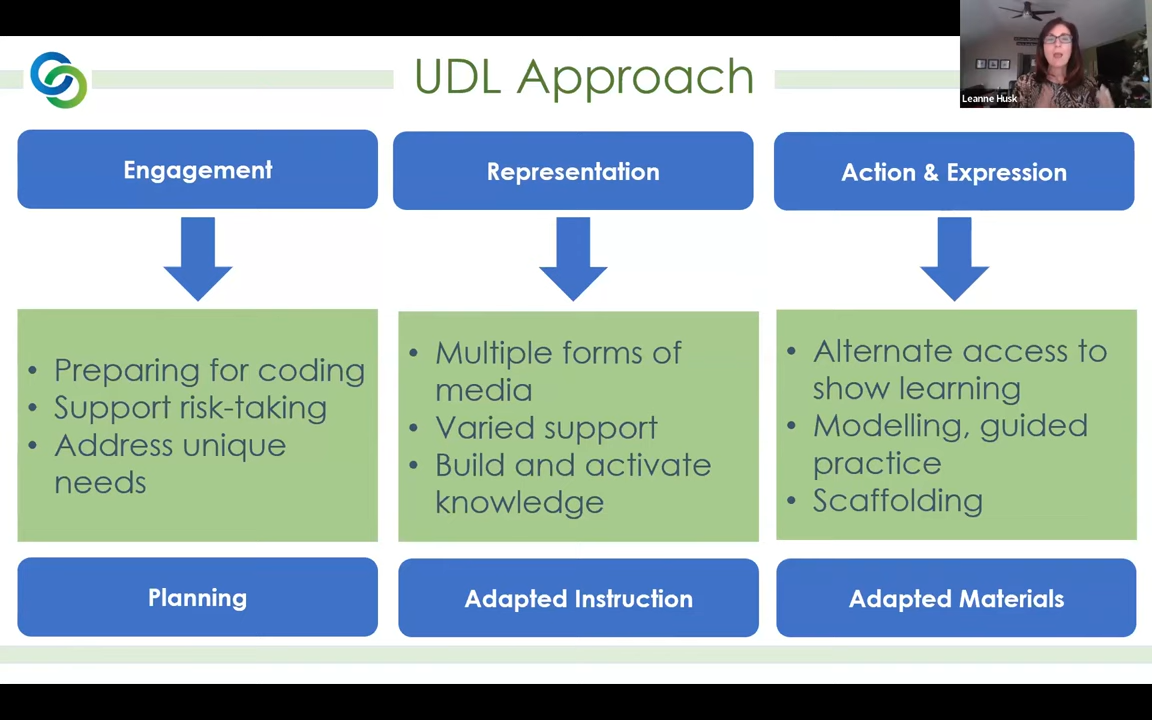 UDL Approach
Leanne Husk
Engagement
Representation
Action & Expression
• Preparing for coding
• Support risk-taking
• Address unique
needs
• Multiple forms of
media
• Varied support
• Build and activate
knowledge
• Alternate access to
show learning
• Modelling, guided
practice
• Scaffolding
Planning
Adapted Instruction
Adapted Materials